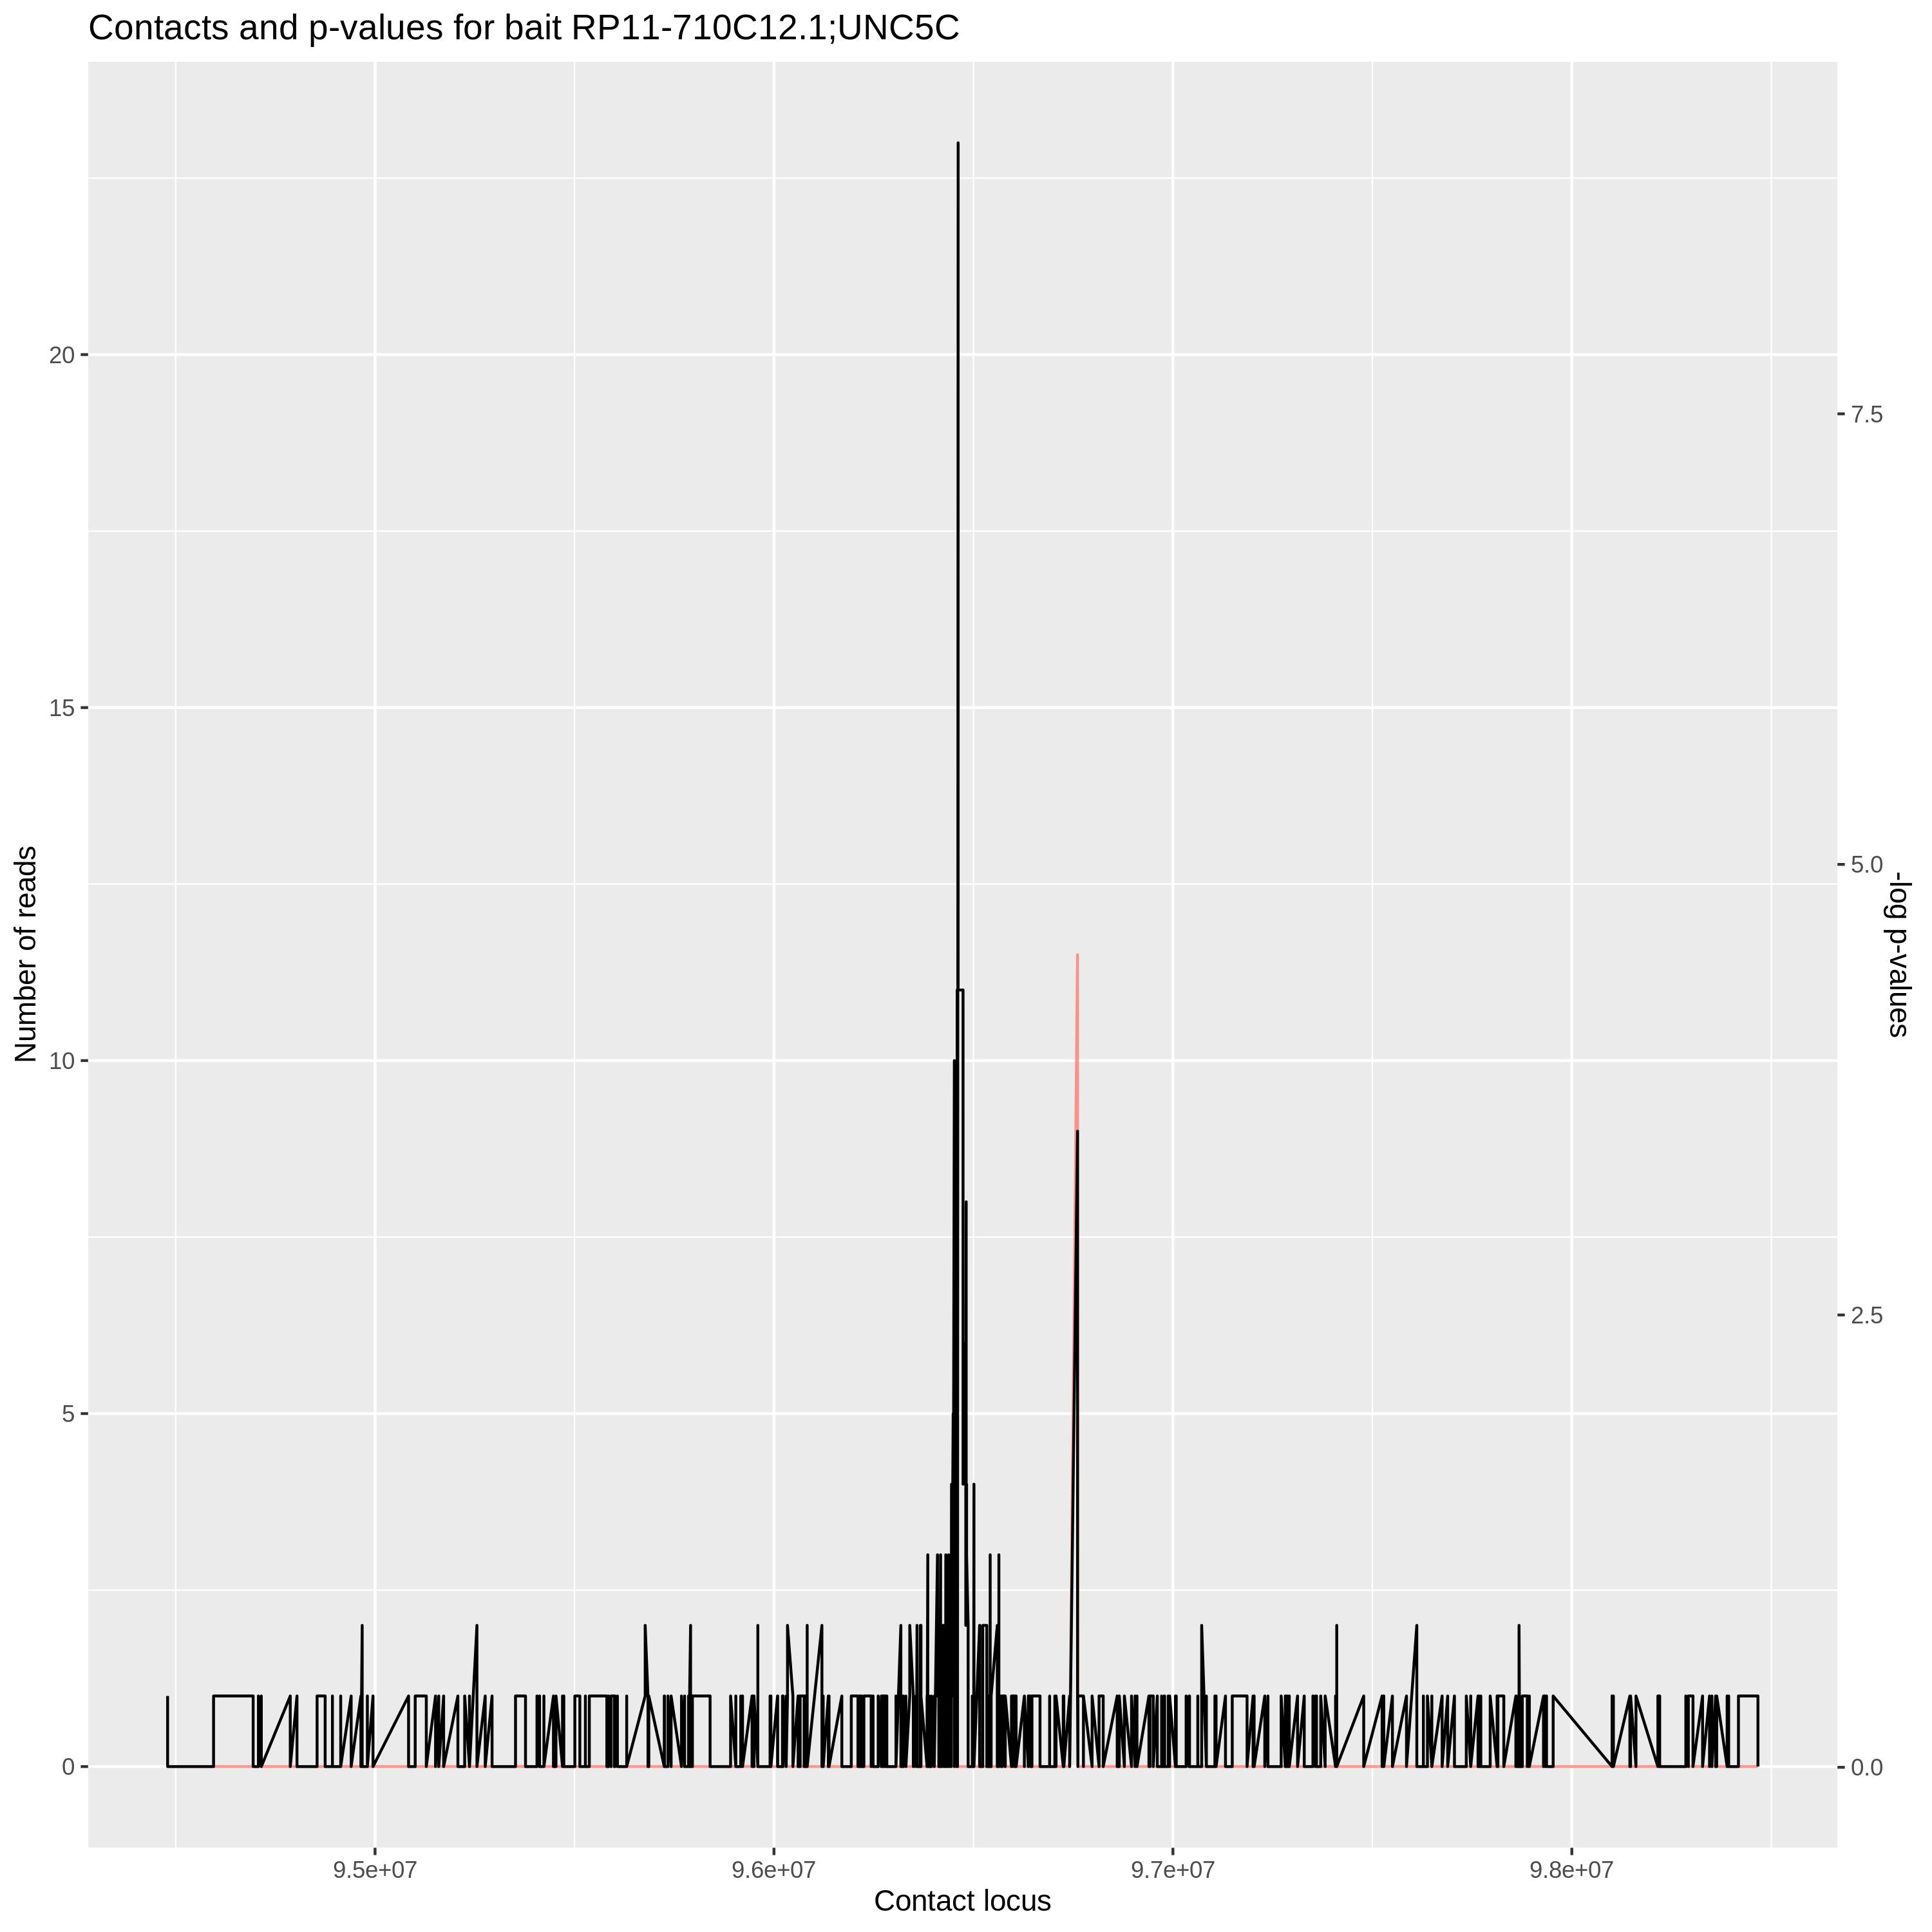 Contacts and p-values for bait RP11-710C12.1;UNC5C
Number of reads
20
15
10
5
0
7.5
5.0
2.5
0.0
-log p-values
9.5e+07
9.6e+07
9.7e+07
9.8e+07
Contact locus